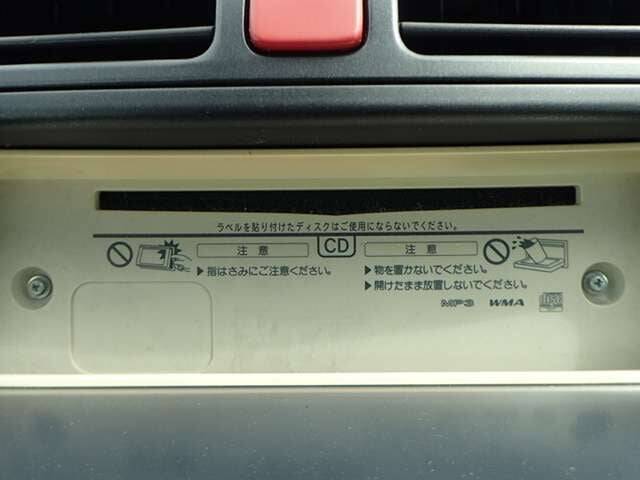 ラベルを貼り付けたディスクはご使用にならないでください。
注意 CD 注意
▶指はさみにご注意ください。
▶物を置かないでください。
▶開けたまま放置しないでください。
MP3 WMA